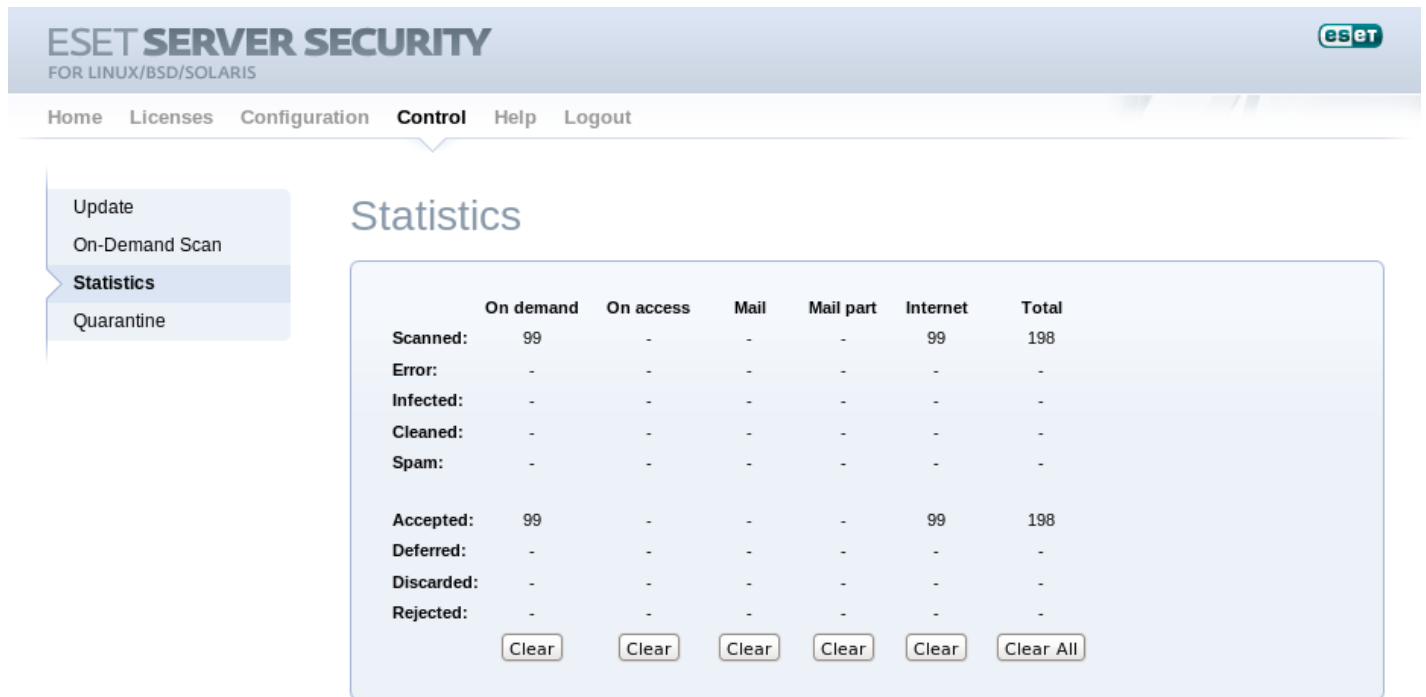 ESET SERVER SECURITY
FOR LINUX/BSD/SOLARIS
eset
Home Licenses Configuration Control Help Logout
Update
On-Demand Scan
Statistics
Quarantine
Statistics
On demand On access Mail Mail part Internet Total
Scanned: 99 - - - 99 198
Error: - - - - - -
Infected: - - - - - -
Cleaned: - - - - - -
Spam: - - - - - -
Accepted: 99 - - - 99 198
Deferred: - - - - - -
Discarded: - - - - - -
Rejected: - - - - - -
Clear Clear Clear Clear Clear Clear All